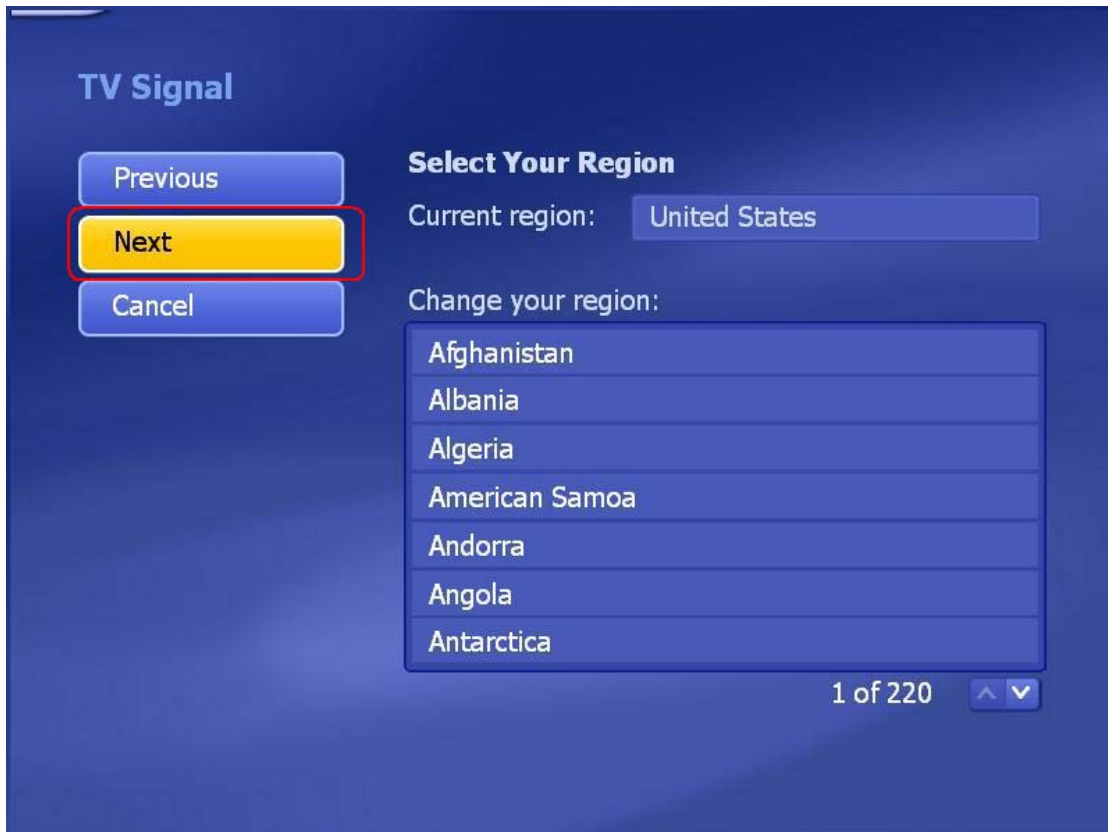 TV Signal
Previous
Next
Cancel
Select Your Region
Current region: United States
Change your region:
Afghanistan
Albania
Algeria
American Samoa
Andorra
Angola
Antarctica
1 of 220